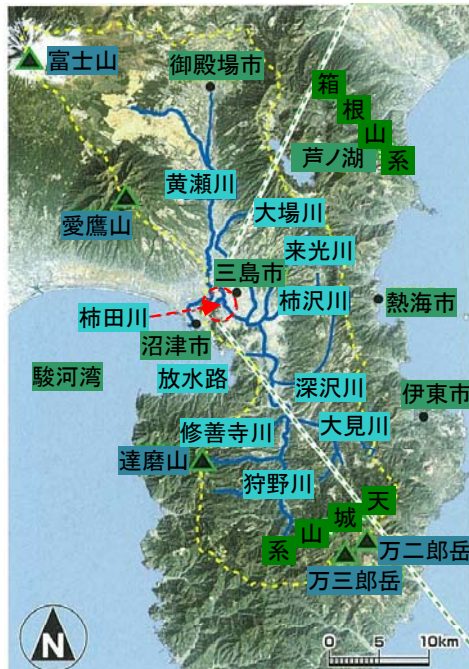 富士山
御殿場市
箱根山系
芦ノ湖
黄瀬川
大場川
愛鷹山
来光川
三島市
柿沢川
熱海市
柿田川
沼津市
駿河湾
放水路
深沢川
伊東市
大見川
修善寺川
達磨山
狩野川
天城山系
万二郎岳
万三郎岳
N
0 5 10km